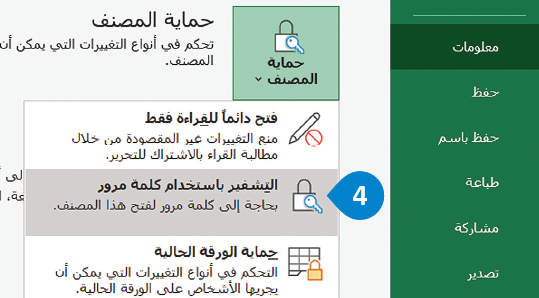 معلومات
حفظ
حفظ باسم
طباعة
مشاركة
تصدير
حماية
المصنف
حماية المصنف
تحكم في أنواع التغييرات التي يمكن أن
المصنف.
فتح دائماً للقراءة فقط
منع التغييرات غير المقصودة من خلال
مطالبة القراء بالاشتراك للتحرير.
التشفير باستخدام كلمة مرور
بحاجة إلى كلمة مرور لفتح هذا المصنف.
4
حماية الورقة الحالية
التحكم في أنواع التغييرات التي يمكن أن
يجريها الأشخاص على الورقة الحالية.